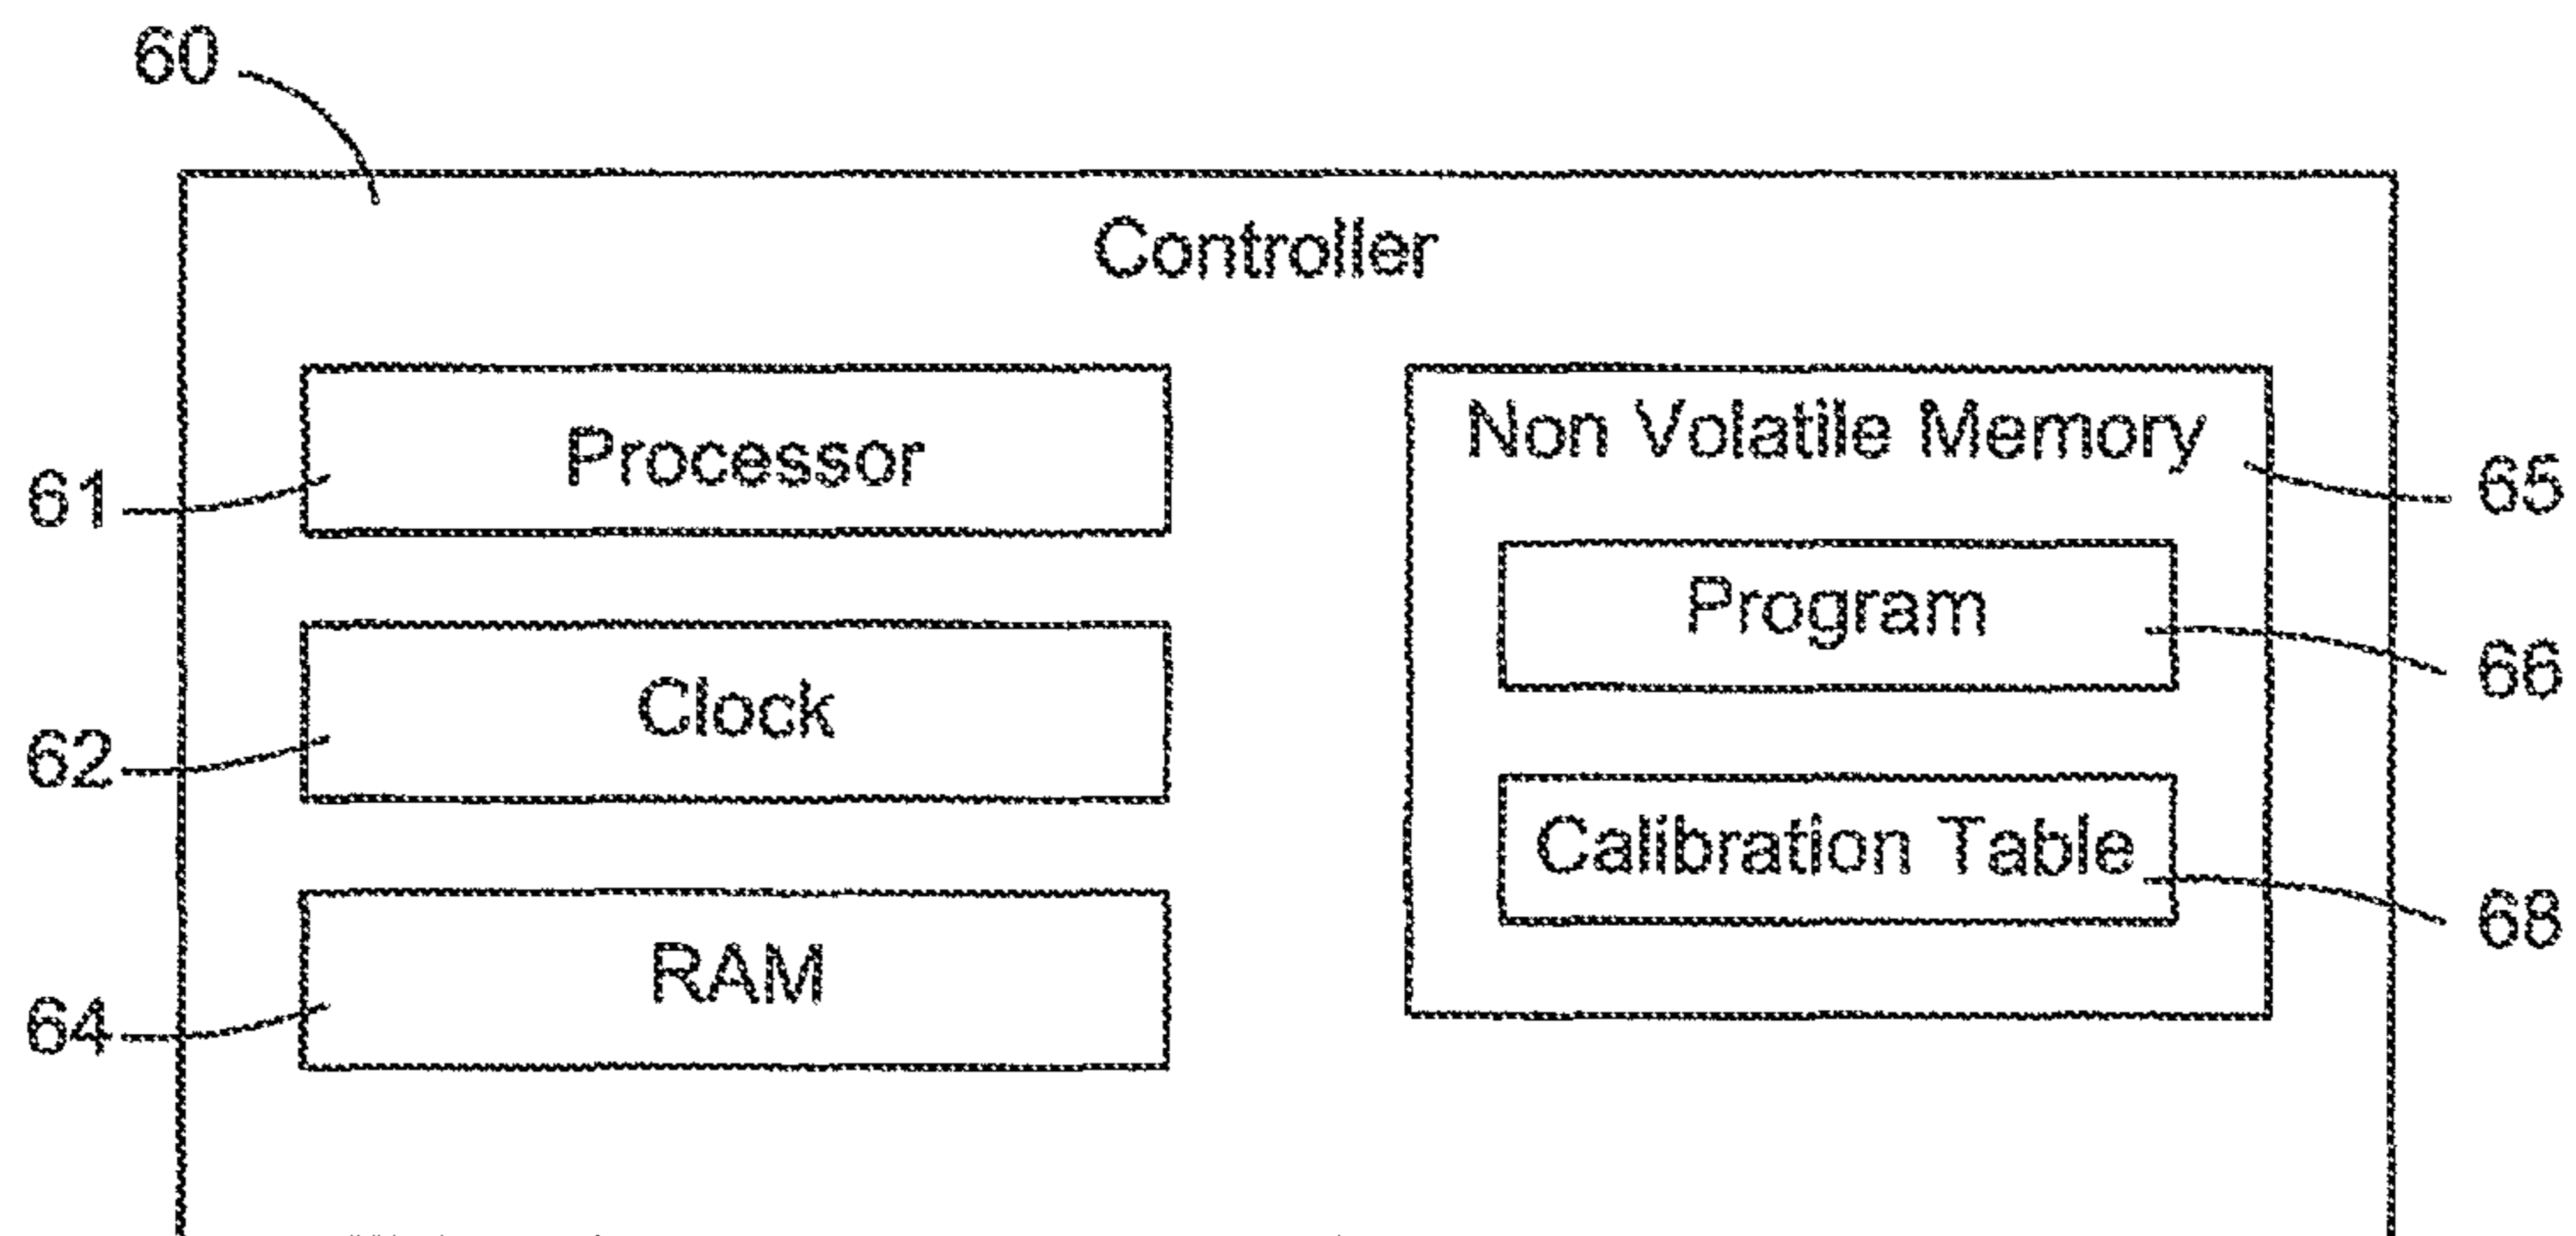 60
Controller
Processor
61
Clock
62
RAM
64
Non Volatile Memory
65
Program
66
Calibration Table
68